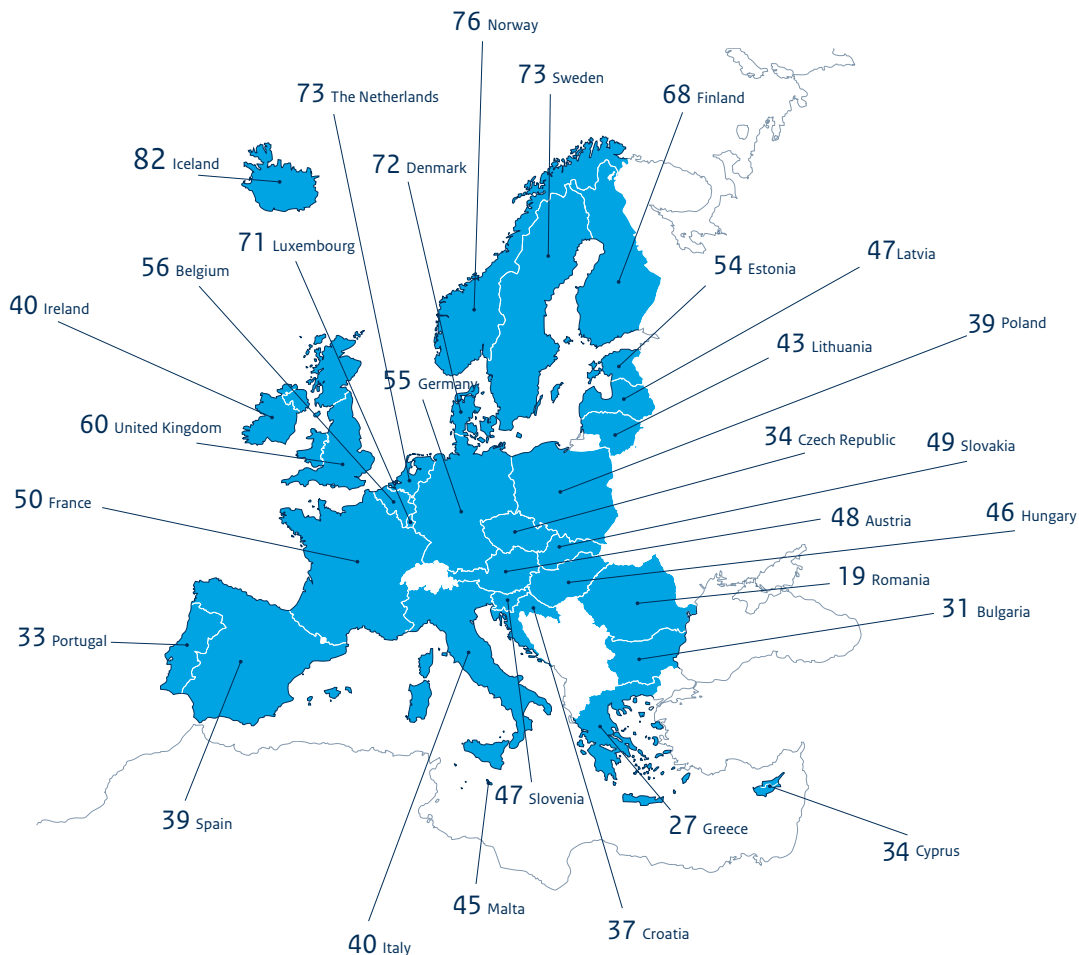 76 Norway
73 Sweden
73 The Netherlands
68 Finland
82 Iceland
72 Denmark
71 Luxembourg
47 Latvia
56 Belgium
54 Estonia
40 Ireland
39 Poland
43 Lithuania
55 Germany
60 United Kingdom
34 Czech Republic
49 Slovakia
50 France
48 Austria
46 Hungary
19 Romania
31 Bulgaria
33 Portugal
47 Slovenia
39 Spain
27 Greece
34 Cyprus
45 Malta
37 Croatia
40 Italy